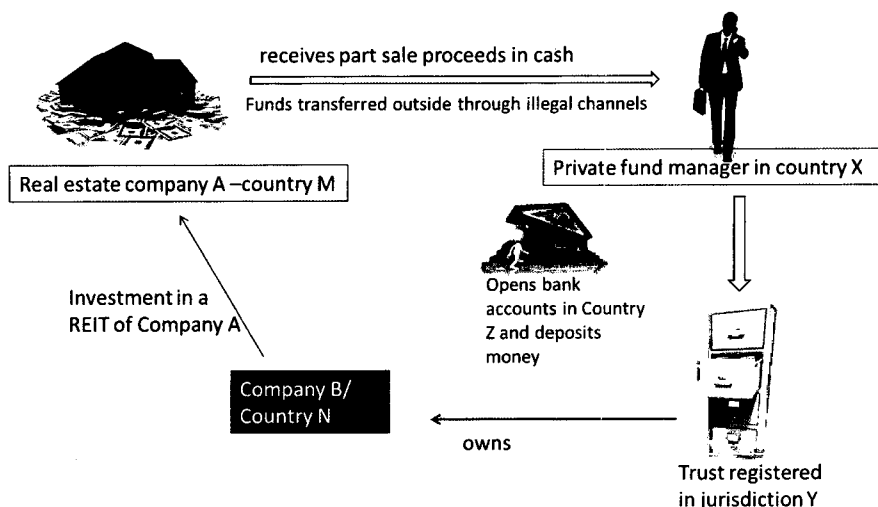 receives part sale proceeds in cash
Funds transferred outside through illegal channels
Real estate company A –country M
Private fund manager in country X
Opens bank
accounts in Country
Z and deposits
money
Investment in a
REIT of Company A
Company B/
Country N
owns
Trust registered
in jurisdiction Y